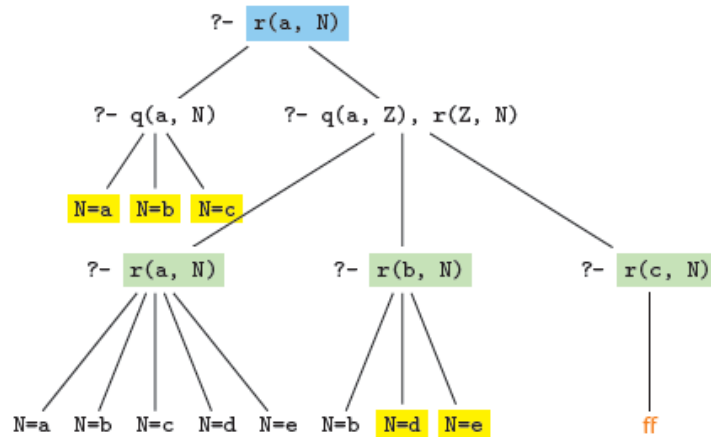 ?- r(a, N)
?- q(a, N) ?- q(a, Z), r(Z, N)
N=a N=b N=c
?- r(a, N) ?- r(b, N) ?- r(c, N)
N=a N=b N=c N=d N=e N=b N=d N=e ff